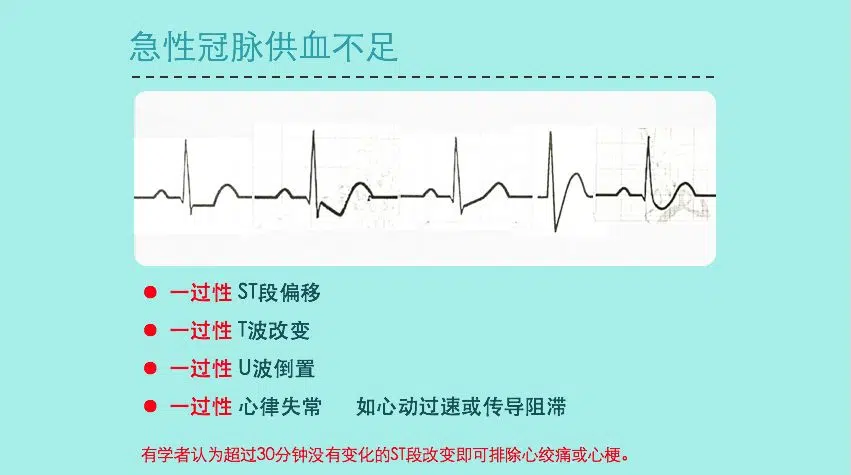 急性冠脉供血不足
一过性 ST段偏移
一过性 T波改变
一过性 U波倒置
一过性 心律失常 如心动过速或传导阻滞
有学者认为超过30分钟没有变化的ST段改变即可排除心绞痛或心梗。